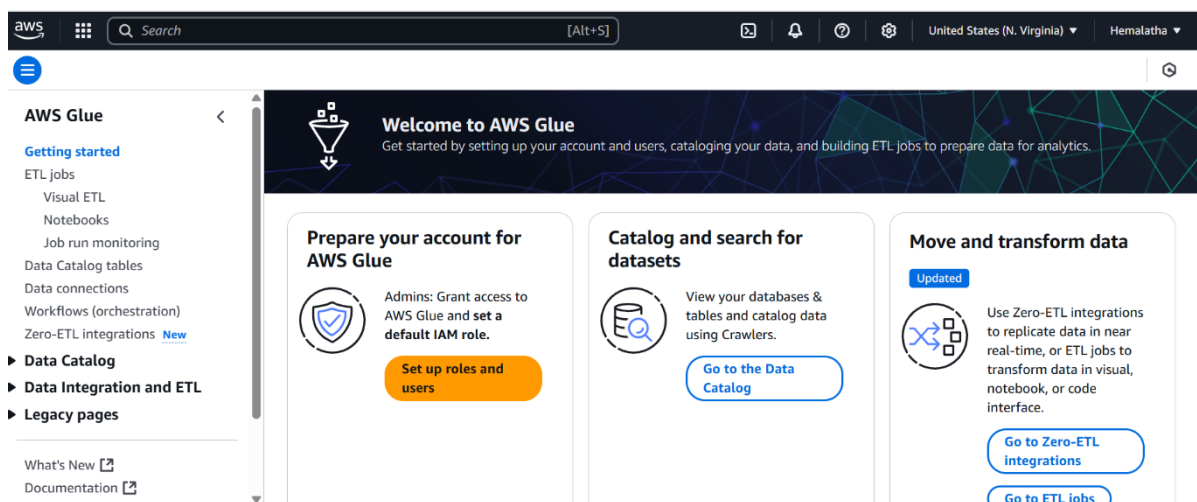 aws
Search [Alt+S]
United States (N. Virginia) ▼ Hemalatha ▼
AWS Glue
Getting started
ETL jobs
Visual ETL
Notebooks
Job run monitoring
Data Catalog tables
Data connections
Workflows (orchestration)
Zero-ETL integrations New
Data Catalog
Data Integration and ETL
Legacy pages
What's New
Documentation
Welcome to AWS Glue
Get started by setting up your account and users, cataloging your data, and building ETL jobs to prepare data for analytics.
Prepare your account for
AWS Glue
Admins: Grant access to
AWS Glue and set a
default IAM role.
Set up roles and
users
Catalog and search for
datasets
View your databases &
tables and catalog data
using Crawlers.
Go to the Data
Catalog
Move and transform data
Updated
Use Zero-ETL integrations
to replicate data in near
real-time, or ETL jobs to
transform data in visual,
notebook, or code
interface.
Go to Zero-ETL
integrations
Go to ETL jobs